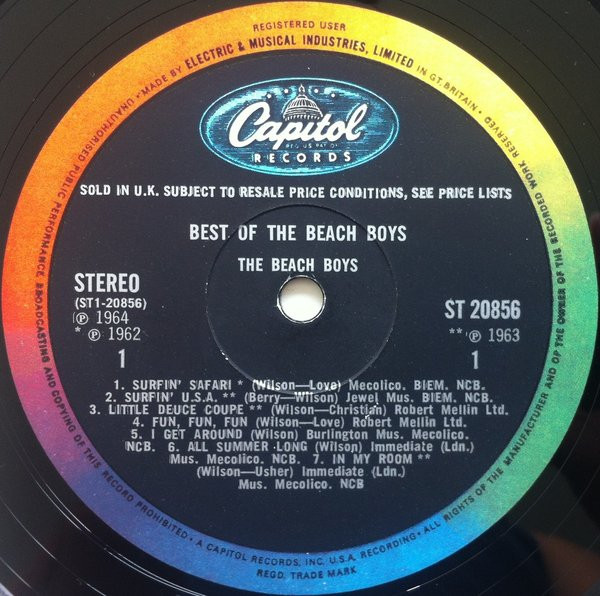 REGISTERED USER
· MADE BY ELECTRIC & MUSICAL INDUSTRIES, LIMITED IN GT. BRITAIN ·
Capitol
REG. U.S. PAT. OF.
RECORDS
SOLD IN U.K. SUBJECT TO RESALE PRICE CONDITIONS, SEE PRICE LISTS
BEST OF THE BEACH BOYS
THE BEACH BOYS
STEREO
(ST1-20856)
℗ 1964
* ℗ 1962
1
ST 20856
** ℗ 1963
1
1. SURFIN' SAFARI * (Wilson—Love) Mecolico. BIEM. NCB.
2. SURFIN' U.S.A. ** (Berry—Wilson) Jewel Mus. BIEM. NCB.
3. LITTLE DEUCE COUPE ** (Wilson—Christian) Robert Mellin Ltd.
4. FUN, FUN, FUN (Wilson—Love) Robert Mellin Ltd.
5. I GET AROUND (Wilson) Burlington Mus. Mecolico.
NCB. 6. ALL SUMMER LONG (Wilson) Immediate (Ldn.)
Mus. Mecolico. NCB. 7. IN MY ROOM **
(Wilson—Usher) Immediate (Ldn.)
Mus. Mecolico. NCB
UNAUTHORISED PUBLIC PERFORMANCE BROADCASTING AND COPYING OF THIS RECORD PROHIBITED · A CAPITOL RECORDS, INC. U.S.A. RECORDING · ALL RIGHTS OF THE MANUFACTURER AND OF THE OWNER OF THE RECORDED WORK RESERVED
REGD. TRADE MARK